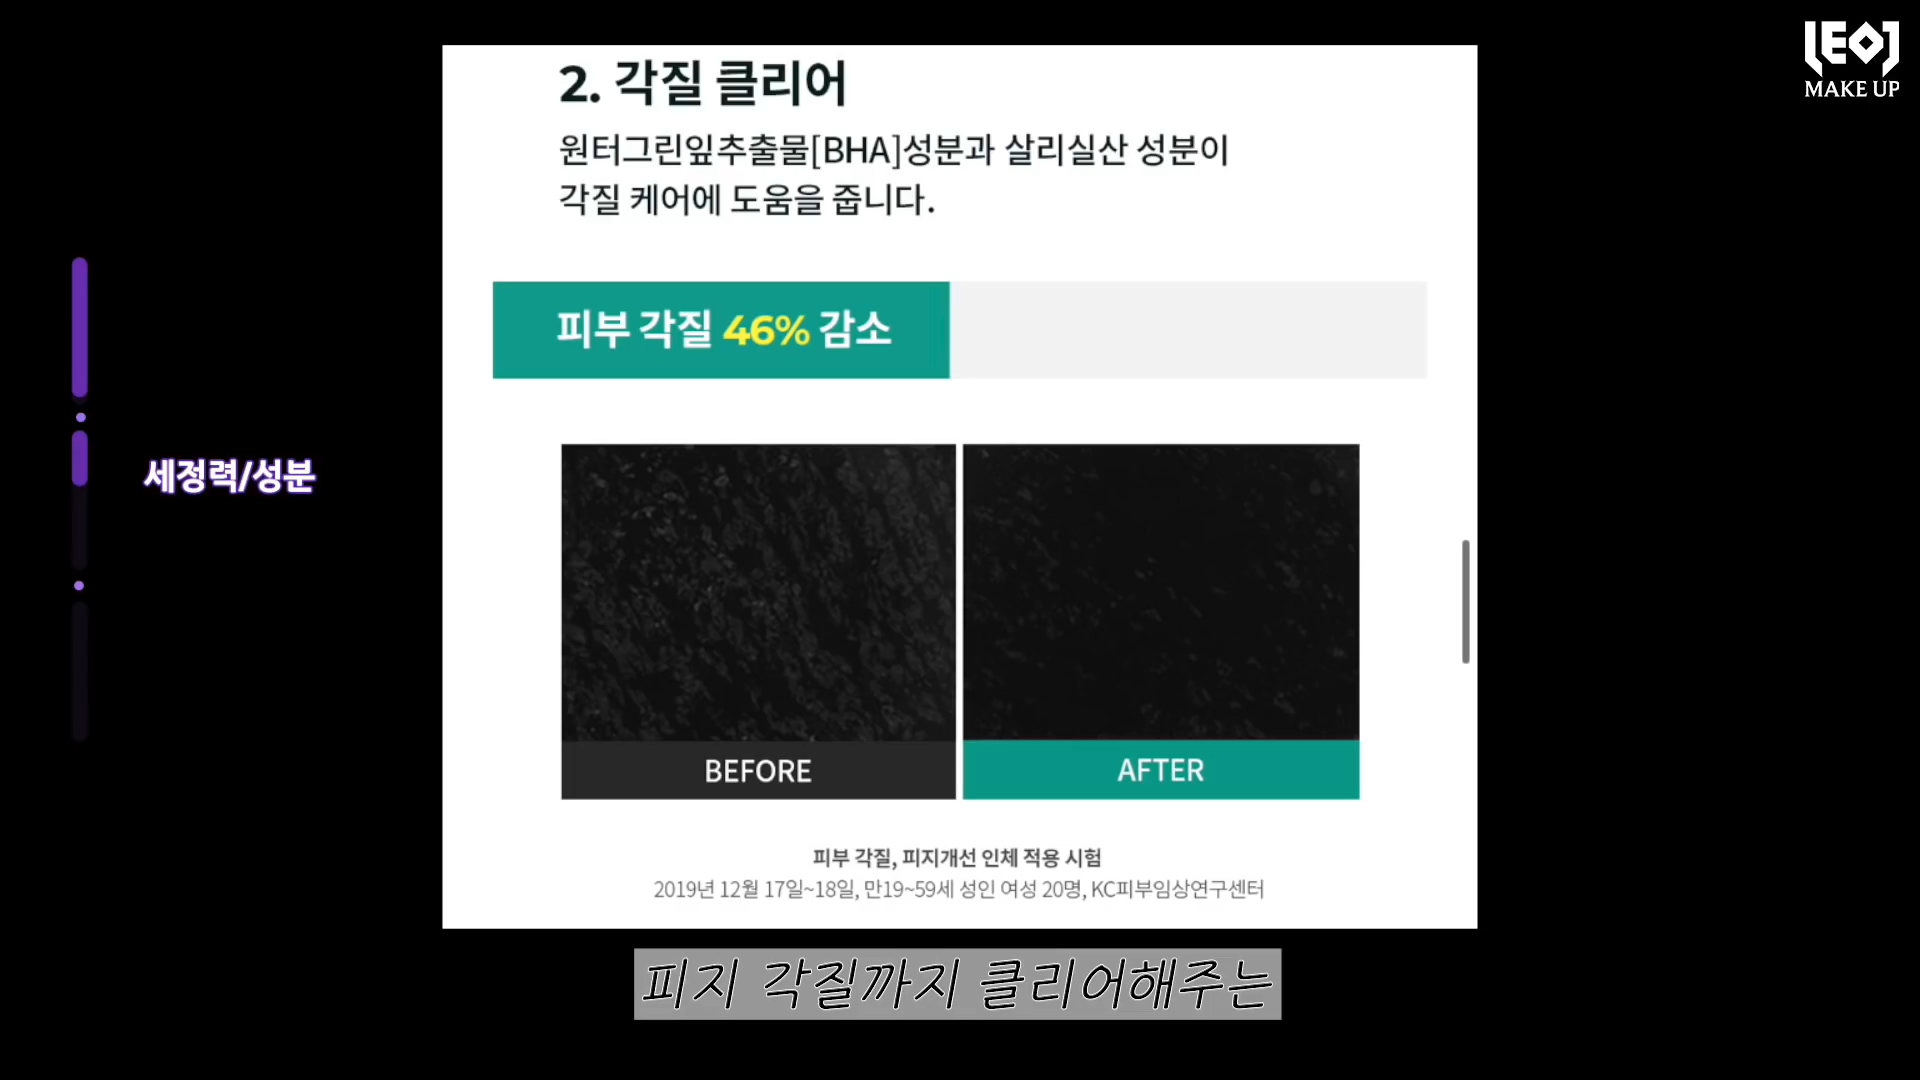 LEOJ
MAKE UP
2. 각질 클리어
윈터그린잎추출물[BHA]성분과 살리실산 성분이
각질 케어에 도움을 줍니다.
피부 각질 46% 감소
세정력/성분
BEFORE
AFTER
피부 각질, 피지개선 인체 적용 시험
2019년 12월 17일~18일, 만19~59세 성인 여성 20명, KC피부임상연구센터
피지 각질까지 클리어해주는